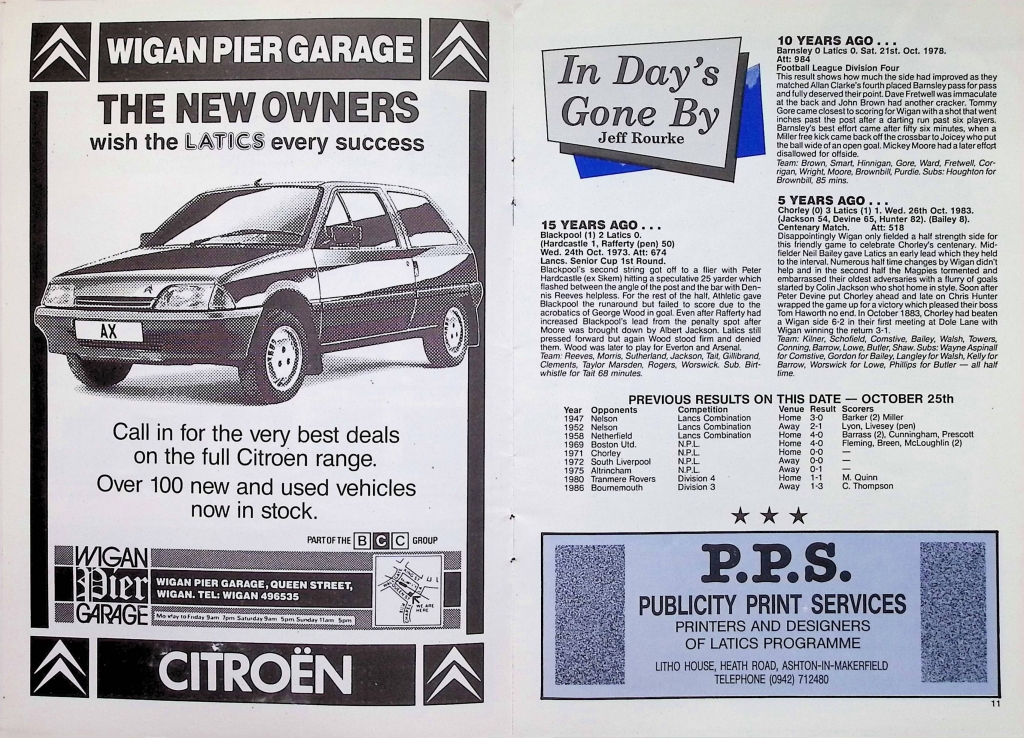 WIGAN PIER GARAGE
THE NEW OWNERS
wish the LATICS every success
AX
Call in for the very best deals
on the full Citroen range.
Over 100 new and used vehicles
now in stock.
PART OF THE BCC GROUP
WIGAN
Pier
GARAGE
WIGAN PIER GARAGE, QUEEN STREET,
WIGAN. TEL: WIGAN 496535
Monday to Friday 9am 7pm Saturday 9am 5pm Sunday 11am 5pm
WE ARE
HERE
CITROËN
In Day's
Gone By
Jeff Rourke
15 YEARS AGO . . .
Blackpool (1) 2 Latics 0.
(Hardcastle 1, Rafferty (pen) 50)
Wed. 24th Oct. 1973. Att: 674
Lancs. Senior Cup 1st Round.
Blackpool's second string got off to a flier with Peter
Hardcastle (ex Skem) hitting a speculative 25 yarder which
flashed between the angle of the post and the bar with Den-
nis Reeves helpless. For the rest of the half, Athletic gave
Blackpool the runaround but failed to score due to the
acrobatics of George Wood in goal. Even after Rafferty had
increased Blackpool's lead from the penalty spot after
Moore was brought down by Albert Jackson. Latics still
pressed forward but again Wood stood firm and denied
them. Wood was later to play for Everton and Arsenal.
Team: Reeves, Morris, Sutherland, Jackson, Tait, Gillibrand,
Clements, Taylor Marsden, Rogers, Worswick. Sub. Birt-
whistle for Tait 68 minutes.
10 YEARS AGO . . .
Barnsley 0 Latics 0. Sat. 21st. Oct. 1978.
Att: 984
Football League Division Four
This result shows how much the side had improved as they
matched Allan Clarke's fourth placed Barnsley pass for pass
and fully deserved their point. Dave Fretwell was immaculate
at the back and John Brown had another cracker. Tommy
Gore came closest to scoring for Wigan with a shot that went
inches past the post after a darting run past six players.
Barnsley's best effort came after fifty six minutes, when a
Miller free kick came back off the crossbar to Joicey who put
the ball wide of an open goal. Mickey Moore had a later effort
disallowed for offside.
Team: Brown, Smart, Hinnigan, Gore, Ward, Fretwell, Cor-
rigan, Wright, Moore, Brownbill, Purdie. Subs: Houghton for
Brownbill, 85 mins.
5 YEARS AGO . . .
Chorley (0) 3 Latics (1) 1. Wed. 26th Oct. 1983.
(Jackson 54, Devine 65, Hunter 82). (Bailey 8).
Centenary Match. Att: 518
Disappointingly Wigan only fielded a half strength side for
this friendly game to celebrate Chorley's centenary. Mid-
fielder Neil Bailey gave Latics an early lead which they held
to the interval. Numerous half time changes by Wigan didn't
help and in the second half the Magpies tormented and
embarrassed their oldest adversaries with a flurry of goals
started by Colin Jackson who shot home in style. Soon after
Peter Devine put Chorley ahead and late on Chris Hunter
wrapped the game up for a victory which pleased their boss
Tom Haworth no end. In October 1883, Chorley had beaten
a Wigan side 6-2 in their first meeting at Dole Lane with
Wigan winning the return 3-1.
Team: Kilner, Schofield, Comstive, Bailey, Walsh, Towers,
Conning, Barrow, Lowe, Butler, Shaw. Subs: Wayne Aspinall
for Comstive, Gordon for Bailey, Langley for Walsh, Kelly for
Barrow, Worswick for Lowe, Phillips for Butler — all half
time.
PREVIOUS RESULTS ON THIS DATE — OCTOBER 25th
Year Opponents Competition Venue Result Scorers
1947 Nelson Lancs Combination Home 3-0 Barker (2) Miller
1952 Nelson Lancs Combination Away 2-1 Lyon, Livesey (pen)
1958 Netherfield Lancs Combination Home 4-0 Barrass (2), Cunningham, Prescott
1969 Boston Utd. N.P.L. Home 4-0 Fleming, Breen, McLoughlin (2)
1971 Chorley N.P.L. Home 0-0 —
1972 South Liverpool N.P.L. Away 0-0 —
1975 Altrincham N.P.L. Away 0-1 —
1980 Tranmere Rovers Division 4 Home 1-1 M. Quinn
1986 Bournemouth Division 3 Away 1-3 C. Thompson
P.P.S.
PUBLICITY PRINT SERVICES
PRINTERS AND DESIGNERS
OF LATICS PROGRAMME
LITHO HOUSE, HEATH ROAD, ASHTON-IN-MAKERFIELD
TELEPHONE (0942) 712480
11